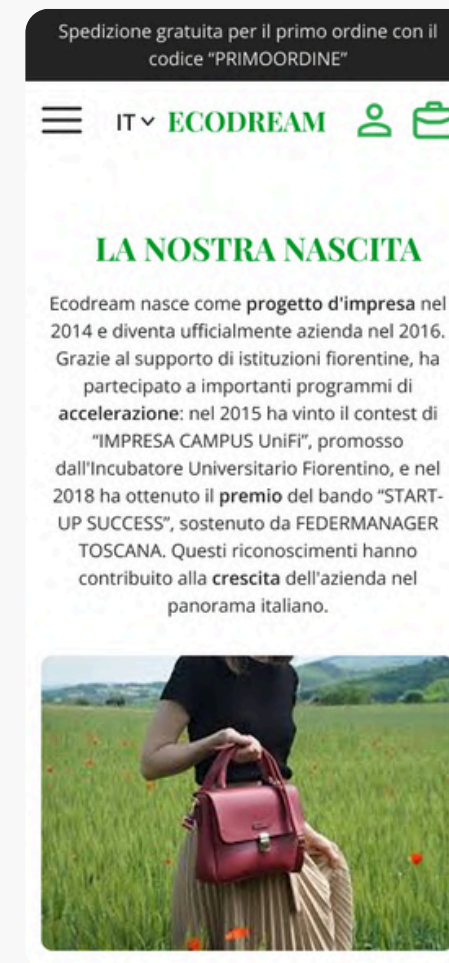 Spedizione gratuita per il primo ordine con il
codice “PRIMOORDINE”
IT ECODREAM
LA NOSTRA NASCITA
Ecodream nasce come progetto d'impresa nel
2014 e diventa ufficialmente azienda nel 2016.
Grazie al supporto di istituzioni fiorentine, ha
partecipato a importanti programmi di
accelerazione: nel 2015 ha vinto il contest di
“IMPRESA CAMPUS UniFi”, promosso
dall'Incubatore Universitario Fiorentino, e nel
2018 ha ottenuto il premio del bando “START-
UP SUCCESS”, sostenuto da FEDERMANAGER
TOSCANA. Questi riconoscimenti hanno
contribuito alla crescita dell'azienda nel
panorama italiano.